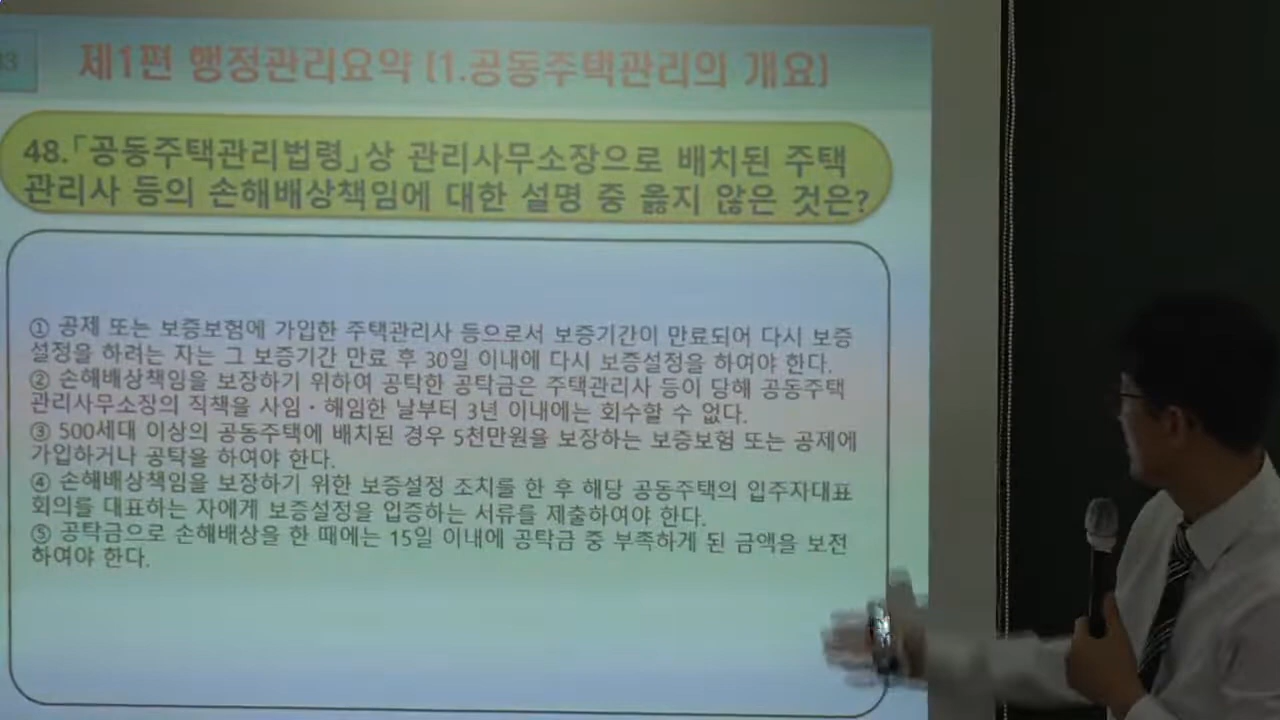 제1편 행정관리요약 [1.공동주택관리의 개요]
48.「공동주택관리법령」상 관리사무소장으로 배치된 주택
관리사 등의 손해배상책임에 대한 설명 중 옳지 않은 것은?
① 공제 또는 보증보험에 가입한 주택관리사 등으로서 보증기간이 만료되어 다시 보증
설정을 하려는 자는 그 보증기간 만료 후 30일 이내에 다시 보증설정을 하여야 한다.
② 손해배상책임을 보장하기 위하여 공탁한 공탁금은 주택관리사 등이 당해 공동주택
관리사무소장의 직책을 사임・해임한 날부터 3년 이내에는 회수할 수 없다.
③ 500세대 이상의 공동주택에 배치된 경우 5천만원을 보장하는 보증보험 또는 공제에
가입하거나 공탁을 하여야 한다.
④ 손해배상책임을 보장하기 위한 보증설정 조치를 한 후 해당 공동주택의 입주자대표
회의를 대표하는 자에게 보증설정을 입증하는 서류를 제출하여야 한다.
⑤ 공탁금으로 손해배상을 한 때에는 15일 이내에 공탁금 중 부족하게 된 금액을 보전
하여야 한다.